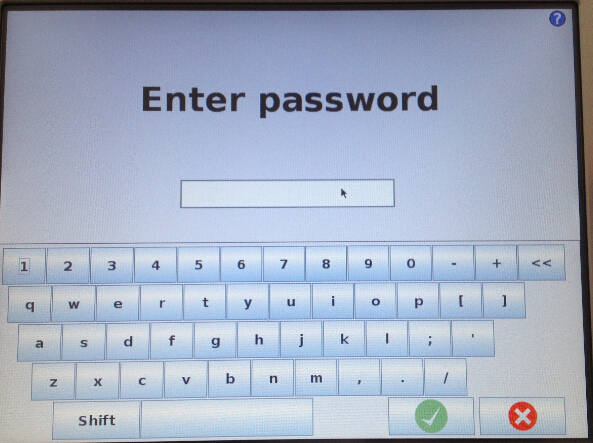 ?
Enter password
1 2 3 4 5 6 7 8 9 0 - + <<
q w e r t y u i o p [ ]
a s d f g h j k l ; '
z x c v b n m , . /
Shift